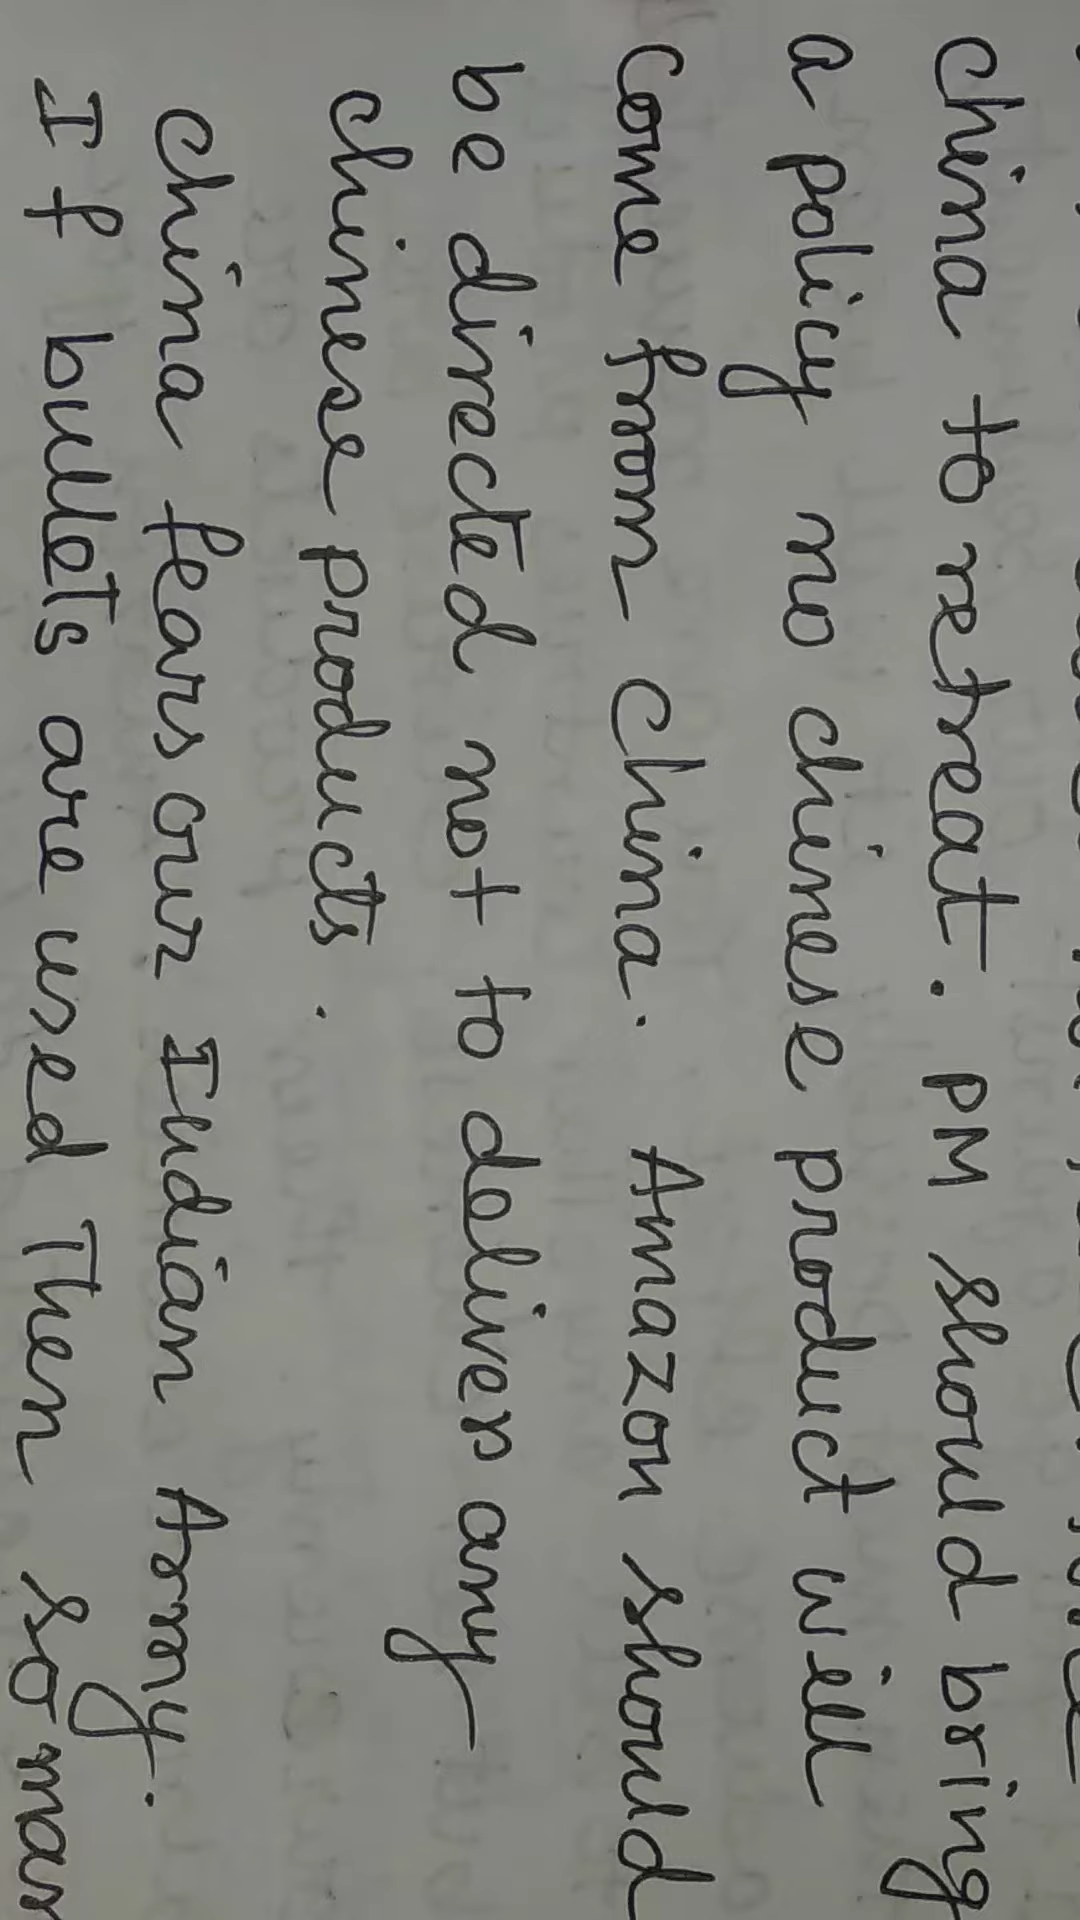 China to retreat. PM should bring
a policy no chinese product will
come from China. Amazon should
be directed not to deliver any
chinese products.
China fears our Indian Army.
If bullets are used Then so